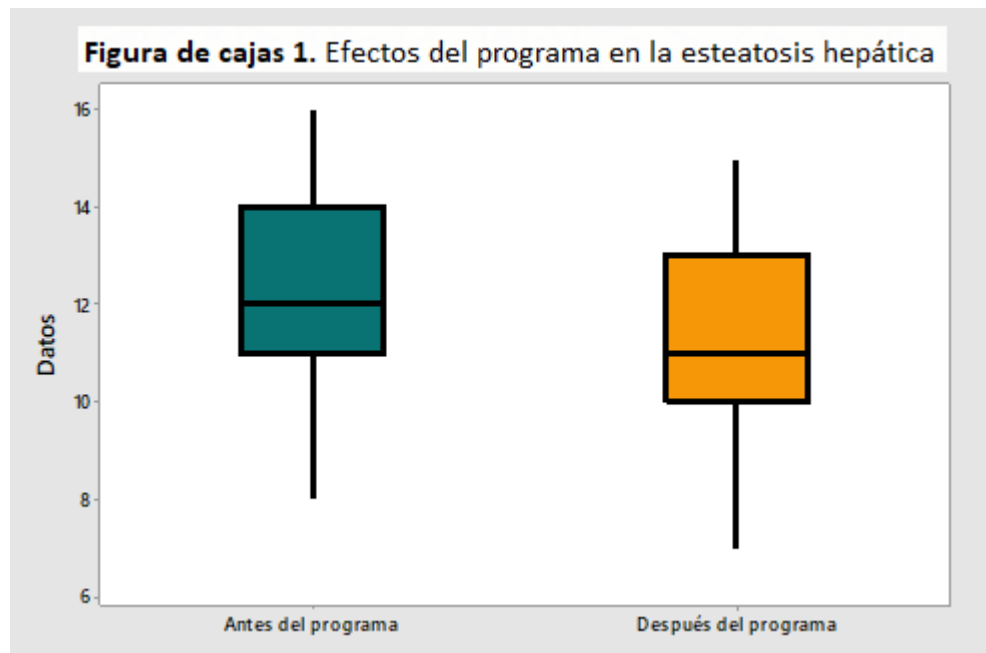 Figura de cajas 1. Efectos del programa en la esteatosis hepática
16
14
12
10
8
6
Datos
Antes del programa
Después del programa